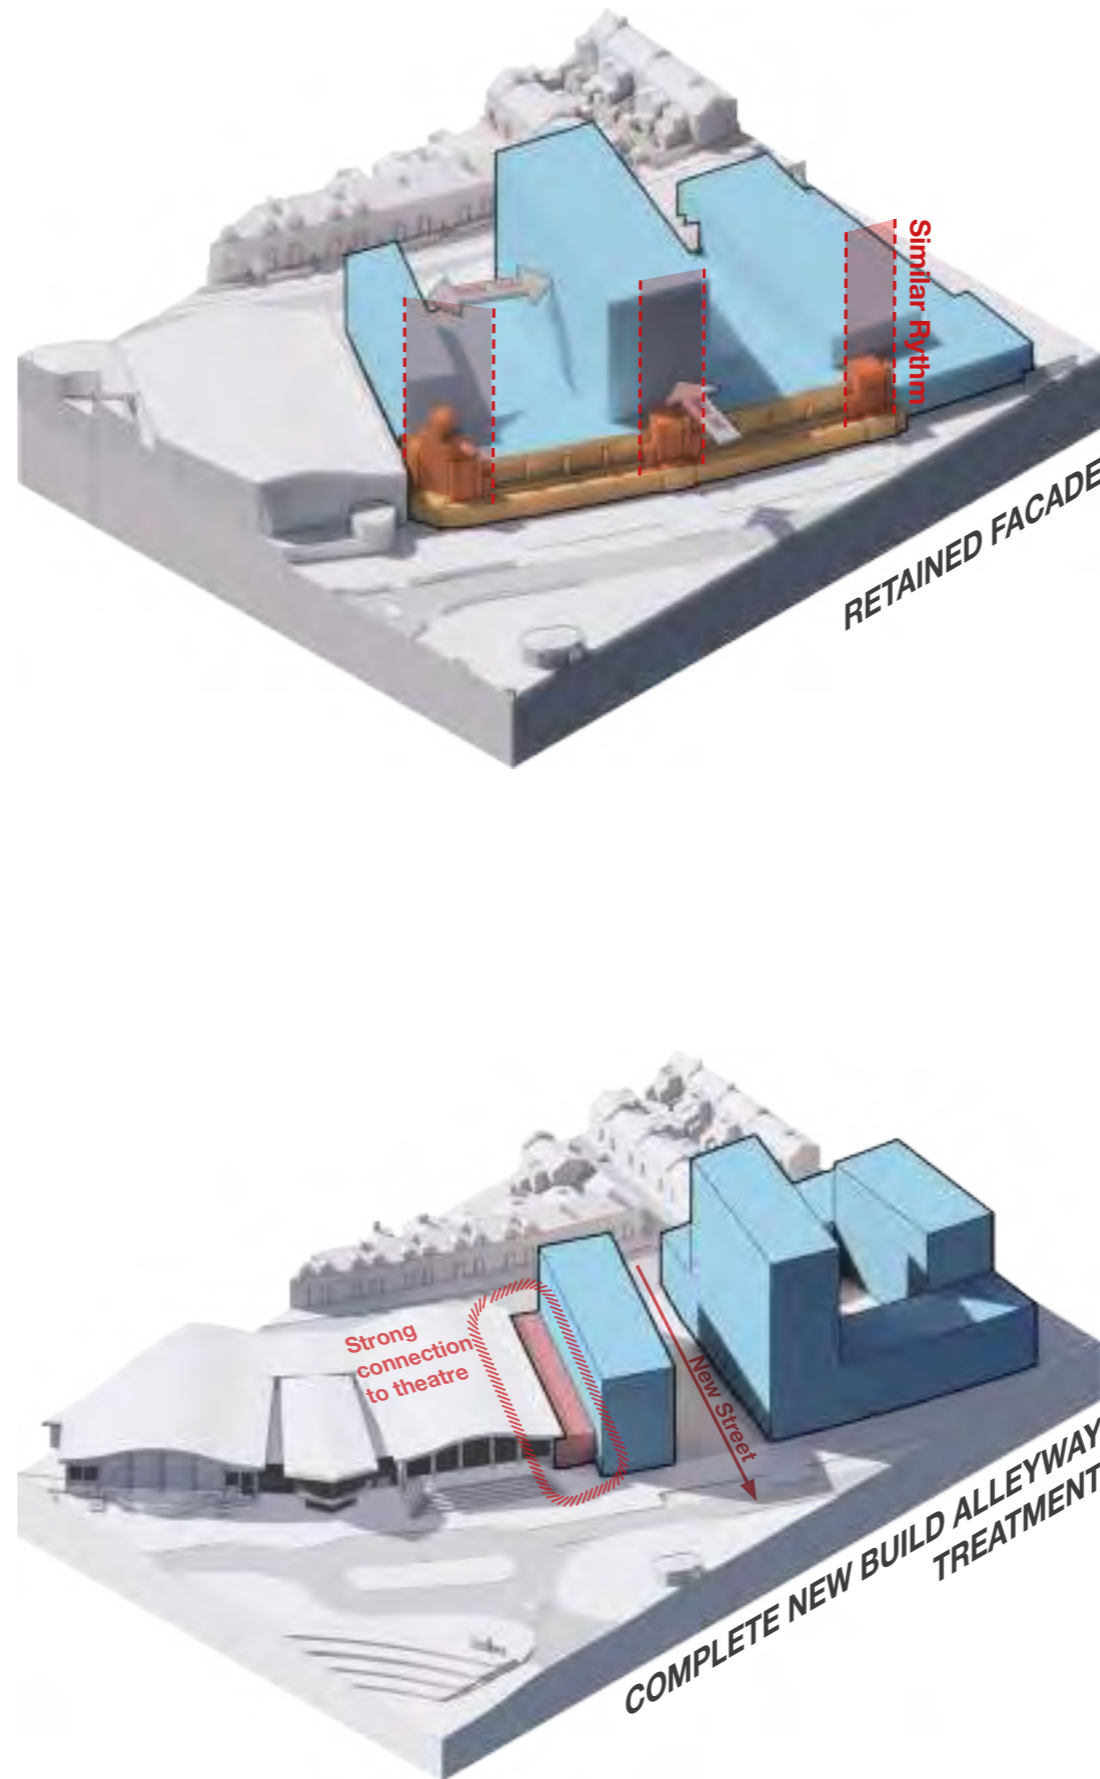 Similar Rythm
RETAINED FACADE
Strong
connection
to theatre
New Street
COMPLETE NEW BUILD ALLEYWAY
TREATMENT